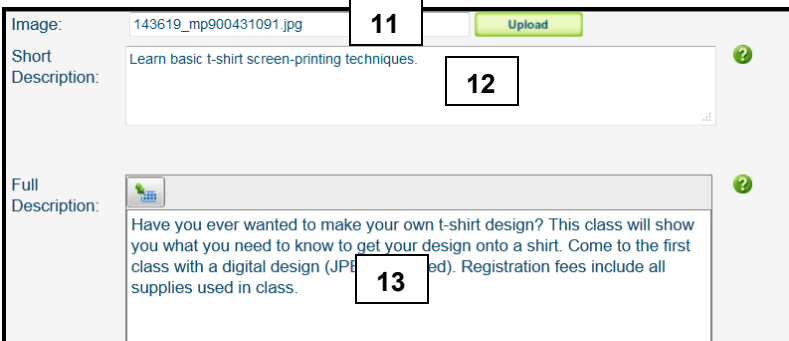 Image: 143619_mp900431091.jpg 11 Upload
Short Description: Learn basic t-shirt screen-printing techniques. 12
Full Description:
Have you ever wanted to make your own t-shirt design? This class will show
you what you need to know to get your design onto a shirt. Come to the first
class with a digital design (JPE ed). Registration fees include all
supplies used in class. 13